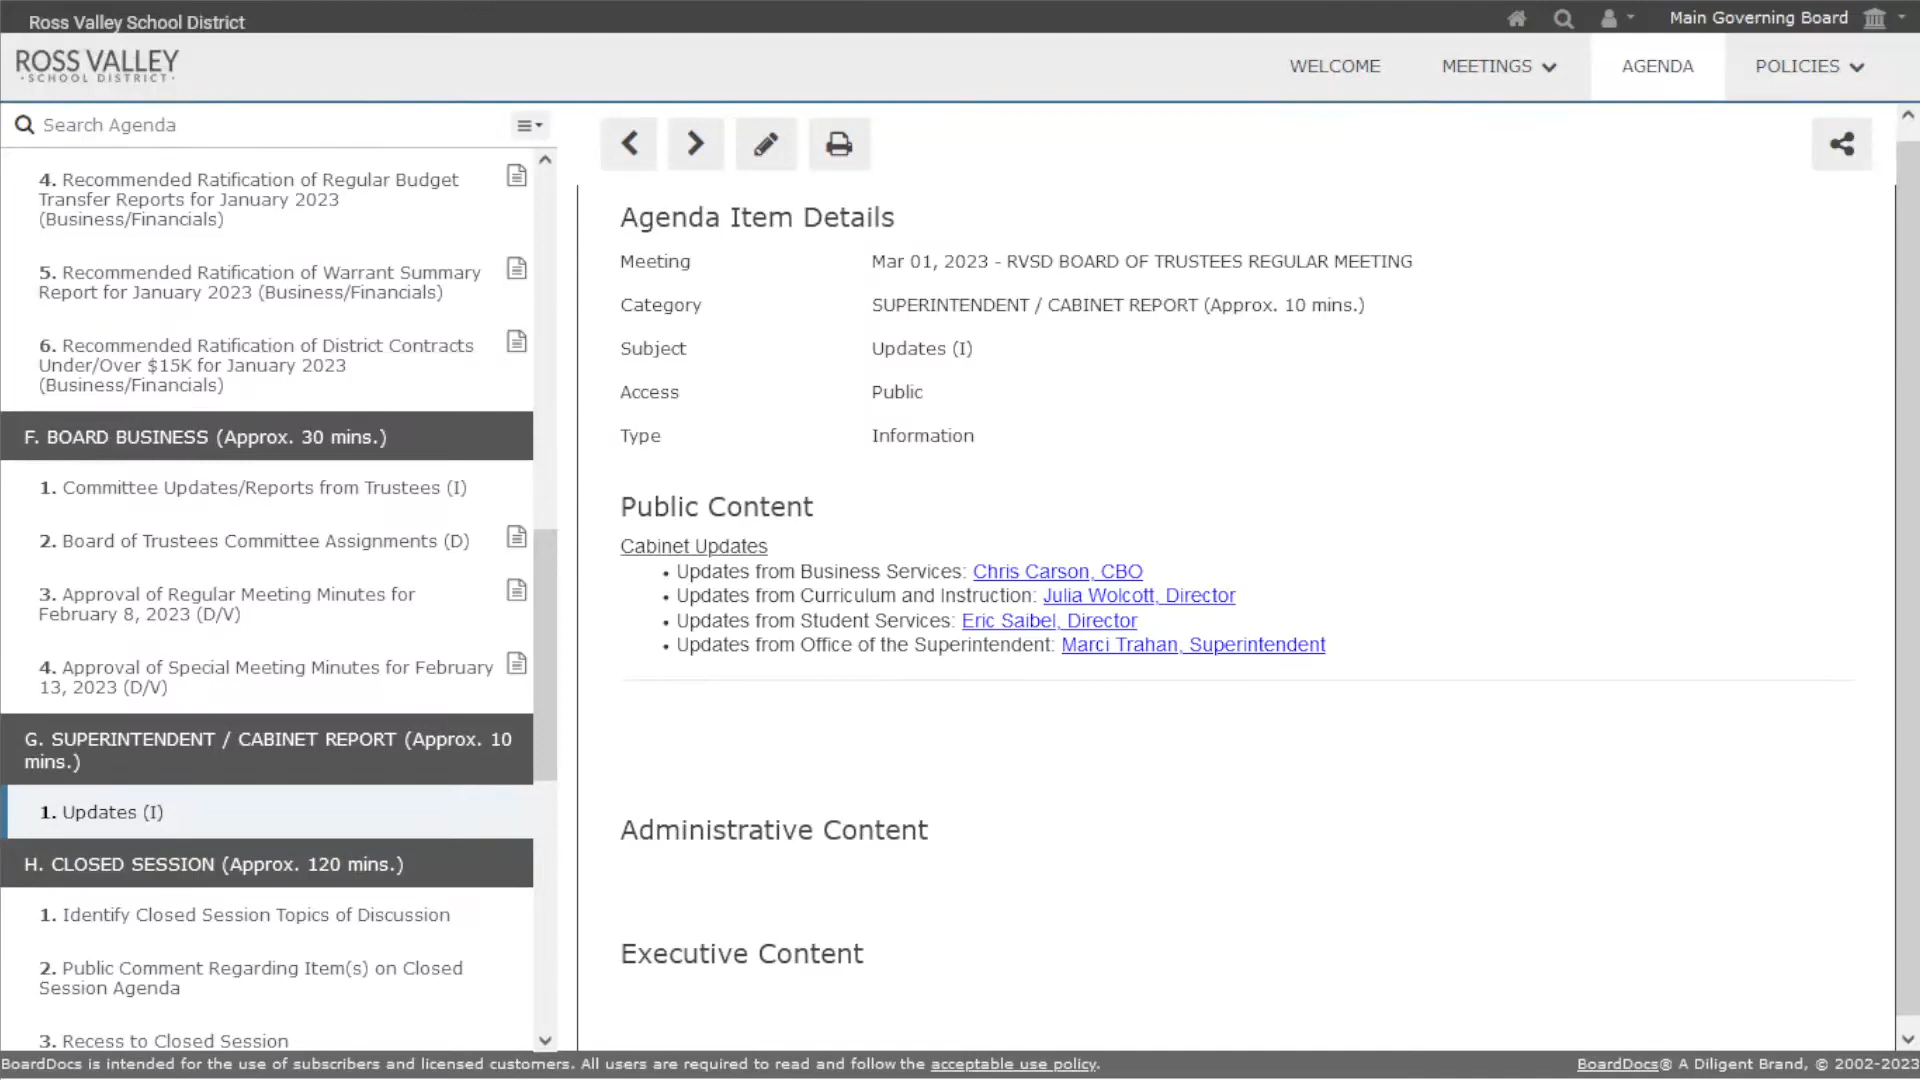 Ross Valley School District
Main Governing Board
ROSS VALLEY
·SCHOOL DISTRICT·
WELCOME
MEETINGS
AGENDA
POLICIES
Search Agenda
4. Recommended Ratification of Regular Budget
Transfer Reports for January 2023
(Business/Financials)
5. Recommended Ratification of Warrant Summary
Report for January 2023 (Business/Financials)
6. Recommended Ratification of District Contracts
Under/Over $15K for January 2023
(Business/Financials)
F. BOARD BUSINESS (Approx. 30 mins.)
1. Committee Updates/Reports from Trustees (I)
2. Board of Trustees Committee Assignments (D)
3. Approval of Regular Meeting Minutes for
February 8, 2023 (D/V)
4. Approval of Special Meeting Minutes for February
13, 2023 (D/V)
G. SUPERINTENDENT / CABINET REPORT (Approx. 10
mins.)
1. Updates (I)
H. CLOSED SESSION (Approx. 120 mins.)
1. Identify Closed Session Topics of Discussion
2. Public Comment Regarding Item(s) on Closed
Session Agenda
3. Recess to Closed Session
Agenda Item Details
Meeting Mar 01, 2023 - RVSD BOARD OF TRUSTEES REGULAR MEETING
Category SUPERINTENDENT / CABINET REPORT (Approx. 10 mins.)
Subject Updates (I)
Access Public
Type Information
Public Content
Cabinet Updates
• Updates from Business Services: Chris Carson, CBO
• Updates from Curriculum and Instruction: Julia Wolcott, Director
• Updates from Student Services: Eric Saibel, Director
• Updates from Office of the Superintendent: Marci Trahan, Superintendent
Administrative Content
Executive Content
BoardDocs is intended for the use of subscribers and licensed customers. All users are required to read and follow the acceptable use policy.
BoardDocs® A Diligent Brand, © 2002-2023